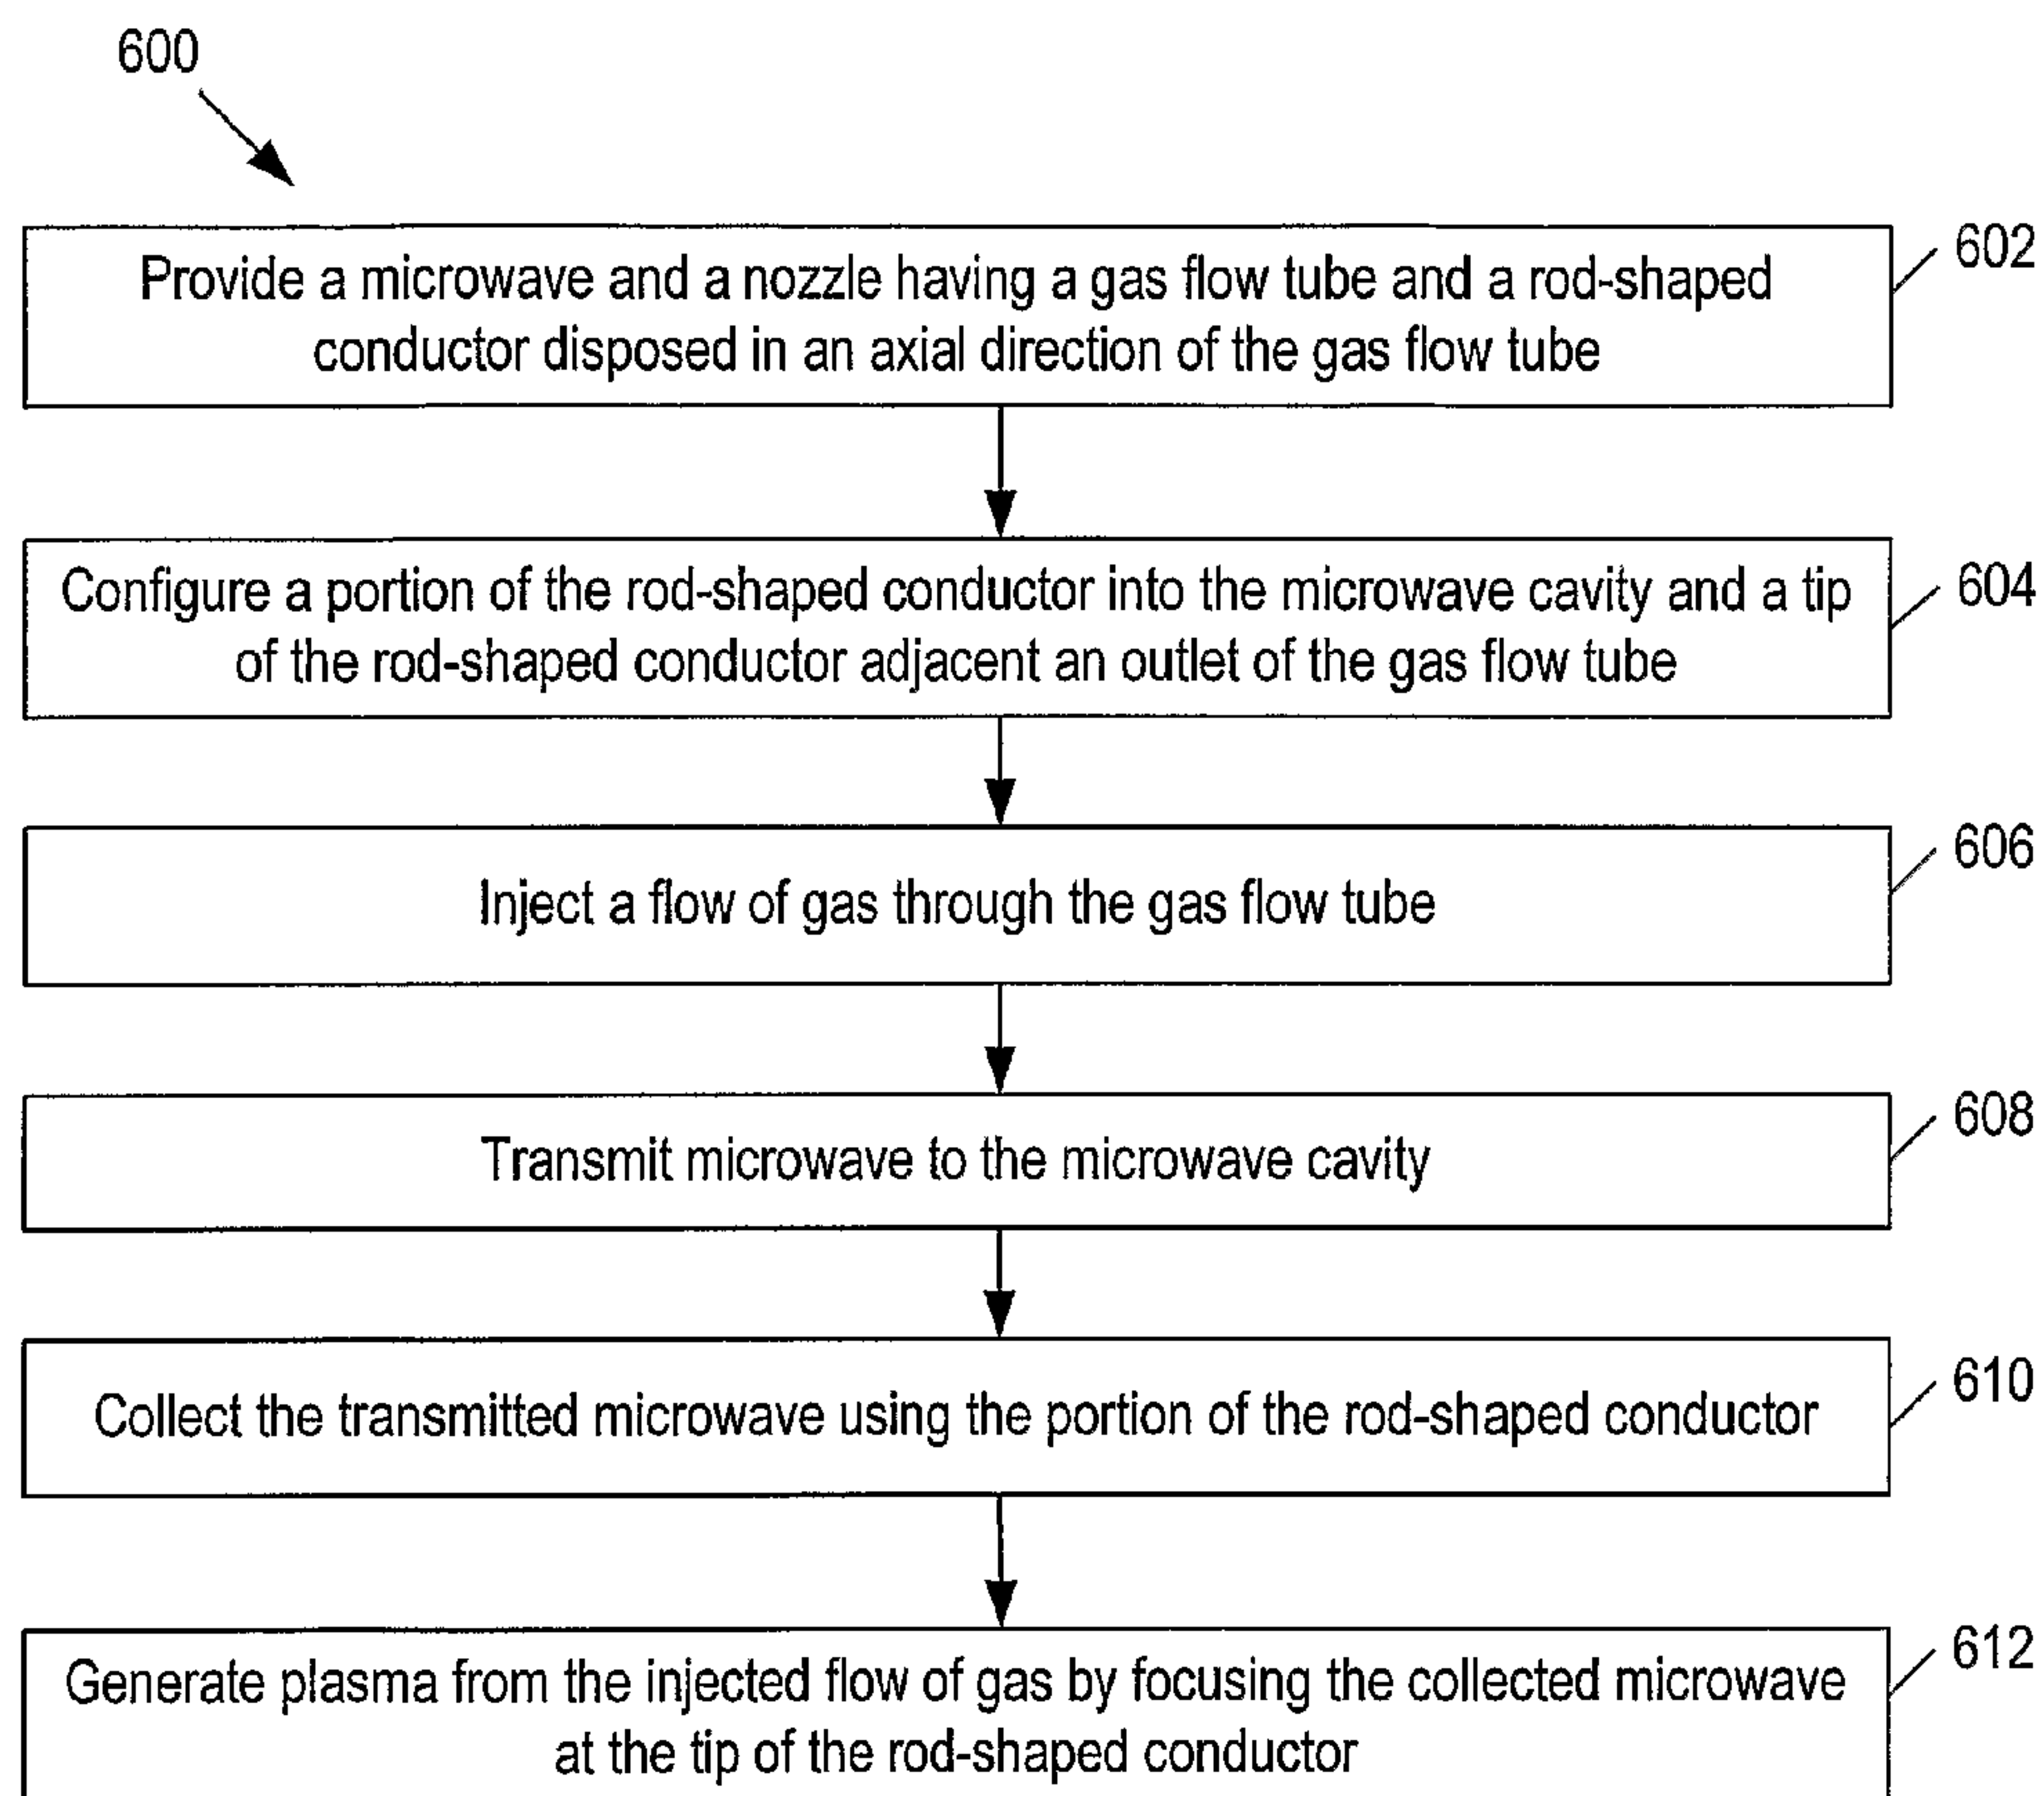 600
602
Provide a microwave and a nozzle having a gas flow tube and a rod-shaped
conductor disposed in an axial direction of the gas flow tube
604
Configure a portion of the rod-shaped conductor into the microwave cavity and a tip
of the rod-shaped conductor adjacent an outlet of the gas flow tube
606
Inject a flow of gas through the gas flow tube
608
Transmit microwave to the microwave cavity
610
Collect the transmitted microwave using the portion of the rod-shaped conductor
612
Generate plasma from the injected flow of gas by focusing the collected microwave
at the tip of the rod-shaped conductor